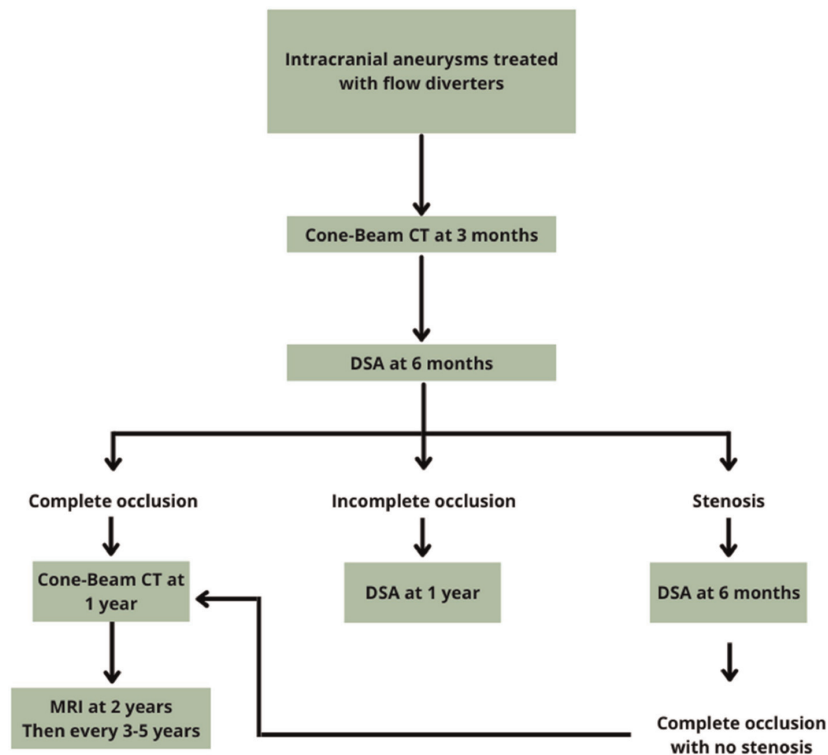 Intracranial aneurysms treated
with flow diverters
Cone-Beam CT at 3 months
DSA at 6 months
Complete occlusion
Incomplete occlusion
Stenosis
Cone-Beam CT at
1 year
DSA at 1 year
DSA at 6 months
MRI at 2 years
Then every 3-5 years
Complete occlusion
with no stenosis